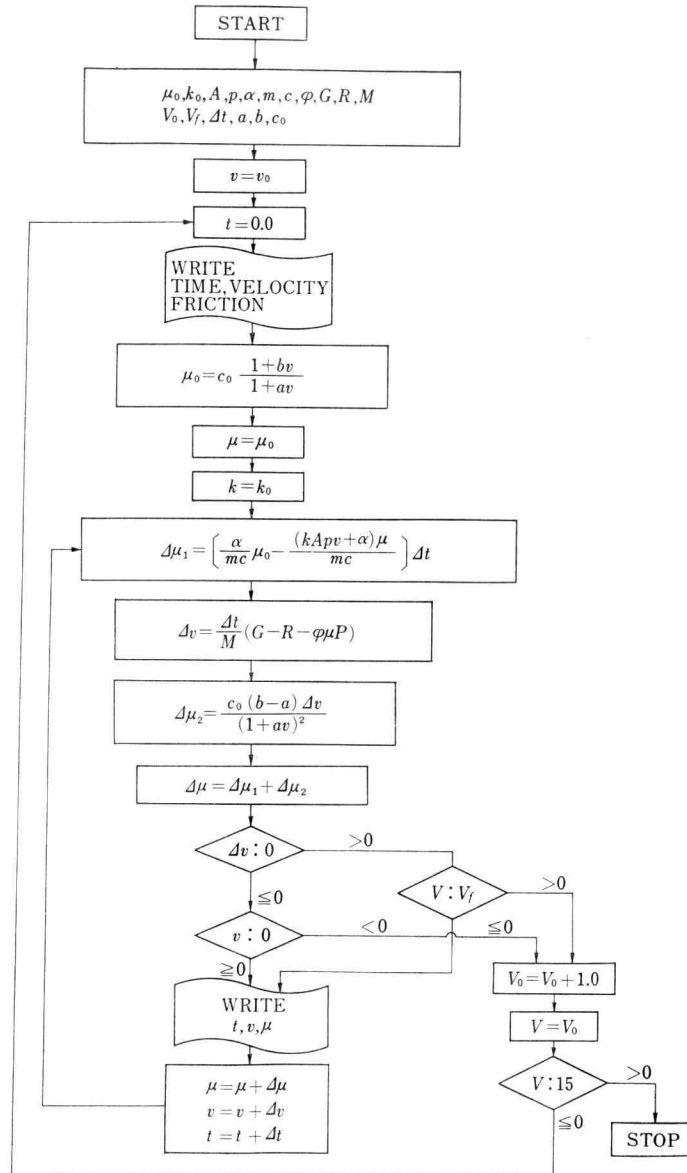 START
μ₀,k₀,A,p,α,m,c,φ,G,R,M
V₀,V_f,Δt,a,b,c₀
v=v₀
t=0.0
WRITE
TIME,VELOCITY
FRICTION
μ₀=c₀ (1+bv)/(1+av)
μ=μ₀
k=k₀
Δμ₁=[α/mc μ₀-(kApv+α)μ/mc]Δt
Δv=Δt/M(G-R-φμP)
Δμ₂=c₀(b-a)Δv/(1+av)²
Δμ=Δμ₁+Δμ₂
Δv:0
>0
≦0
V:V_f
>0
v:0
<0
≦0
≧0
WRITE
t,v,μ
V₀=V₀+1.0
V=V₀
μ=μ+Δμ
v=v+Δv
t=t+Δt
V:15
>0
≦0
STOP